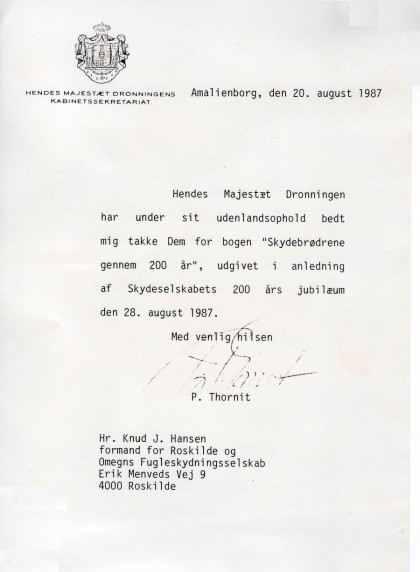 HENDES MAJESTÆT DRONNINGENS
KABINETSSEKRETARIAT
Amalienborg, den 20. august 1987
Hendes Majestæt Dronningen
har under sit udenlandsophold bedt
mig takke Dem for bogen "Skydebrødrene
gennem 200 år", udgivet i anledning
af Skydeselskabets 200 års jubilæum
den 28. august 1987.
Med venlig hilsen
P. Thornit
Hr. Knud J. Hansen
formand for Roskilde og
Omegns Fugleskydningsselskab
Erik Menveds Vej 9
4000 Roskilde